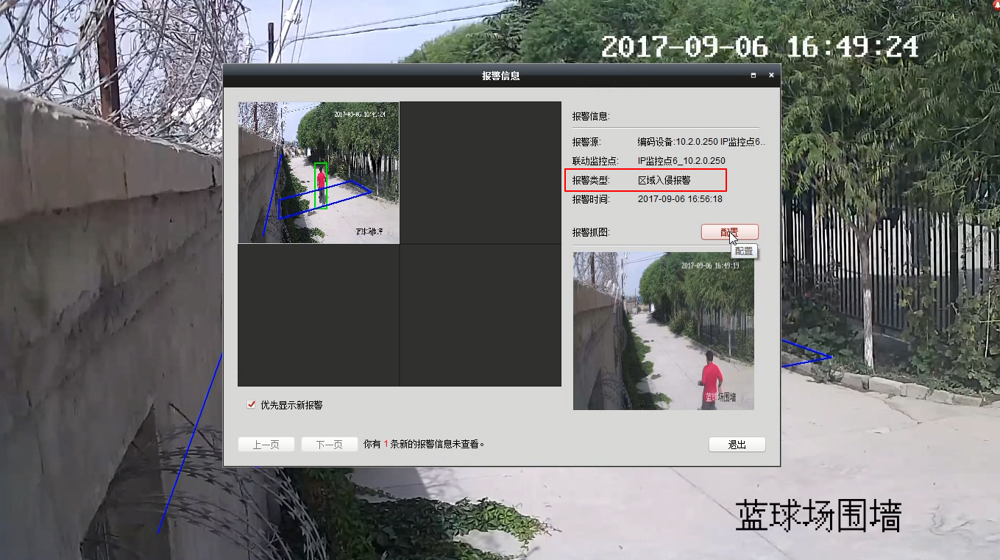 2017-09-06 16:49:24
报警信息
2017-09-06 16:49:24
蓝球场围墙
报警信息:
报警源: 编码设备:10.2.0.250 IP监控点6..
联动监控点: IP监控点6_10.2.0.250
报警类型: 区域入侵报警
报警时间: 2017-09-06 16:56:18
报警抓图: 配置
配置
2017-09-06 16:49:19
蓝球场围墙
优先显示新报警
上一页 下一页 你有 1 条新的报警信息未查看。 退出
蓝球场围墙